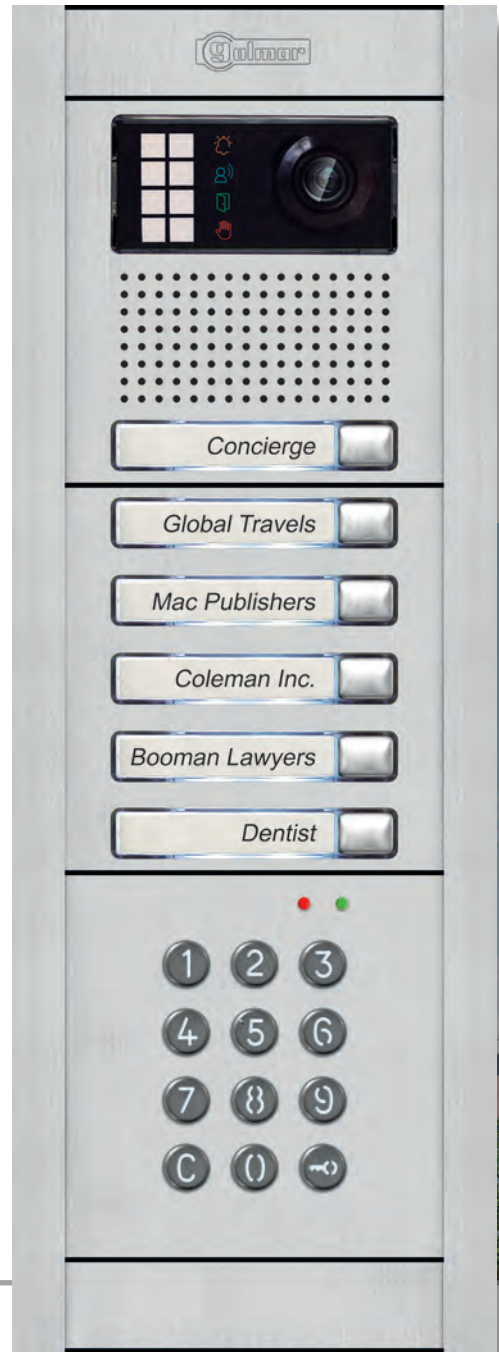 golmar
Concierge
Global Travels
Mac Publishers
Coleman Inc.
Booman Lawyers
Dentist
1 2 3
4 5 6
7 8 9
C 0